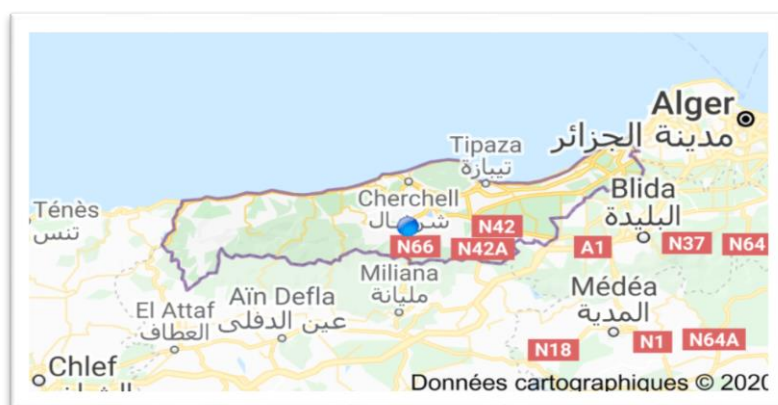 Alger
مدينة الجزائر
Tipaza
تيبازة
Cherchell
شرشال
Blida
البليدة
Ténès
تنس
N42
N66
N42A
A1
N37
N64
Miliana
مليانة
Médéa
المدية
Aïn Defla
عين الدفلى
El Attaf
العطاف
N18
N1
N64A
Chlef
Données cartographiques © 2020